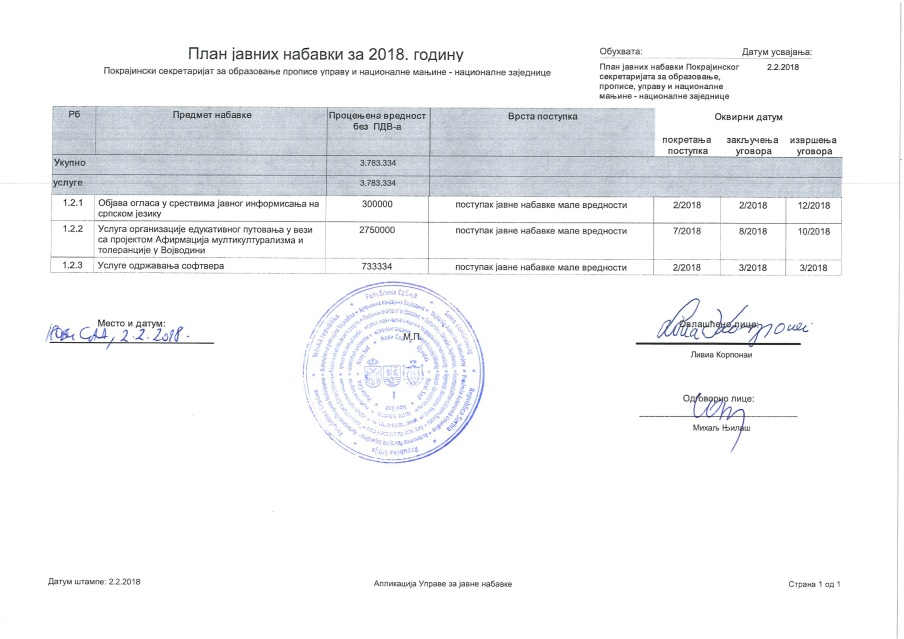 План јавних набавки за 2018. годину
Покрајински секретаријат за образовање прописе управу и националне мањине - националне заједнице
Обухвата: Датум усвајања:
План јавних набавки Покрајинског 2.2.2018
секретаријата за образовање,
прописе, управу и националне
мањине - националне заједнице
Рб Предмет набавке Процењена вредност Врста поступка Оквирни датум
без ПДВ-а
покретања закључења извршења
поступка уговора уговора
Укупно 3.783.334
услуге 3.783.334
1.2.1 Објава огласа у срествима јавног информисања на 300000 поступак јавне набавке мале вредности 2/2018 2/2018 12/2018
српском језику
1.2.2 Услуга организације едукативног путовања у вези 2750000 поступак јавне набавке мале вредности 7/2018 8/2018 10/2018
са пројектом Афирмација мултикултурализма и
толеранције у Војводини
1.2.3 Услуге одржавања софтвера 733334 поступак јавне набавке мале вредности 2/2018 3/2018 3/2018
Место и датум:
Нови Сад, 2.2.2018.
М.П.
Република Србија
Republika Srbija
Овлашћено лице:
Ливиа Корпонаи
Одговорно лице:
Михаљ Њилаш
Датум штампе: 2.2.2018 Апликација Управе за јавне набавке Страна 1 од 1